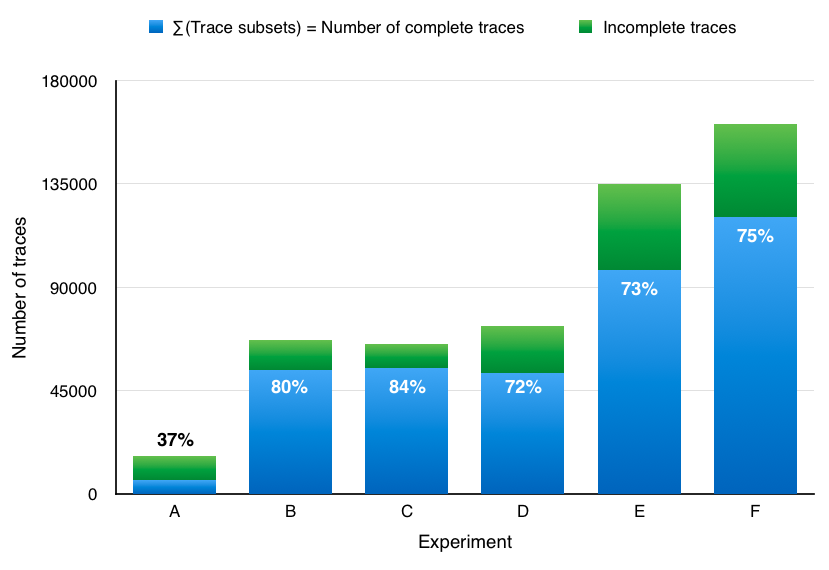 ∑(Trace subsets) = Number of complete traces
Incomplete traces
180000
135000
90000
45000
0
Number of traces
37%
80%
84%
72%
73%
75%
A
B
C
D
E
F
Experiment